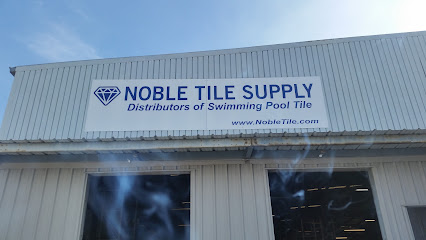 NOBLE TILE SUPPLY
Distributors of Swimming Pool Tile
www.NobleTile.com